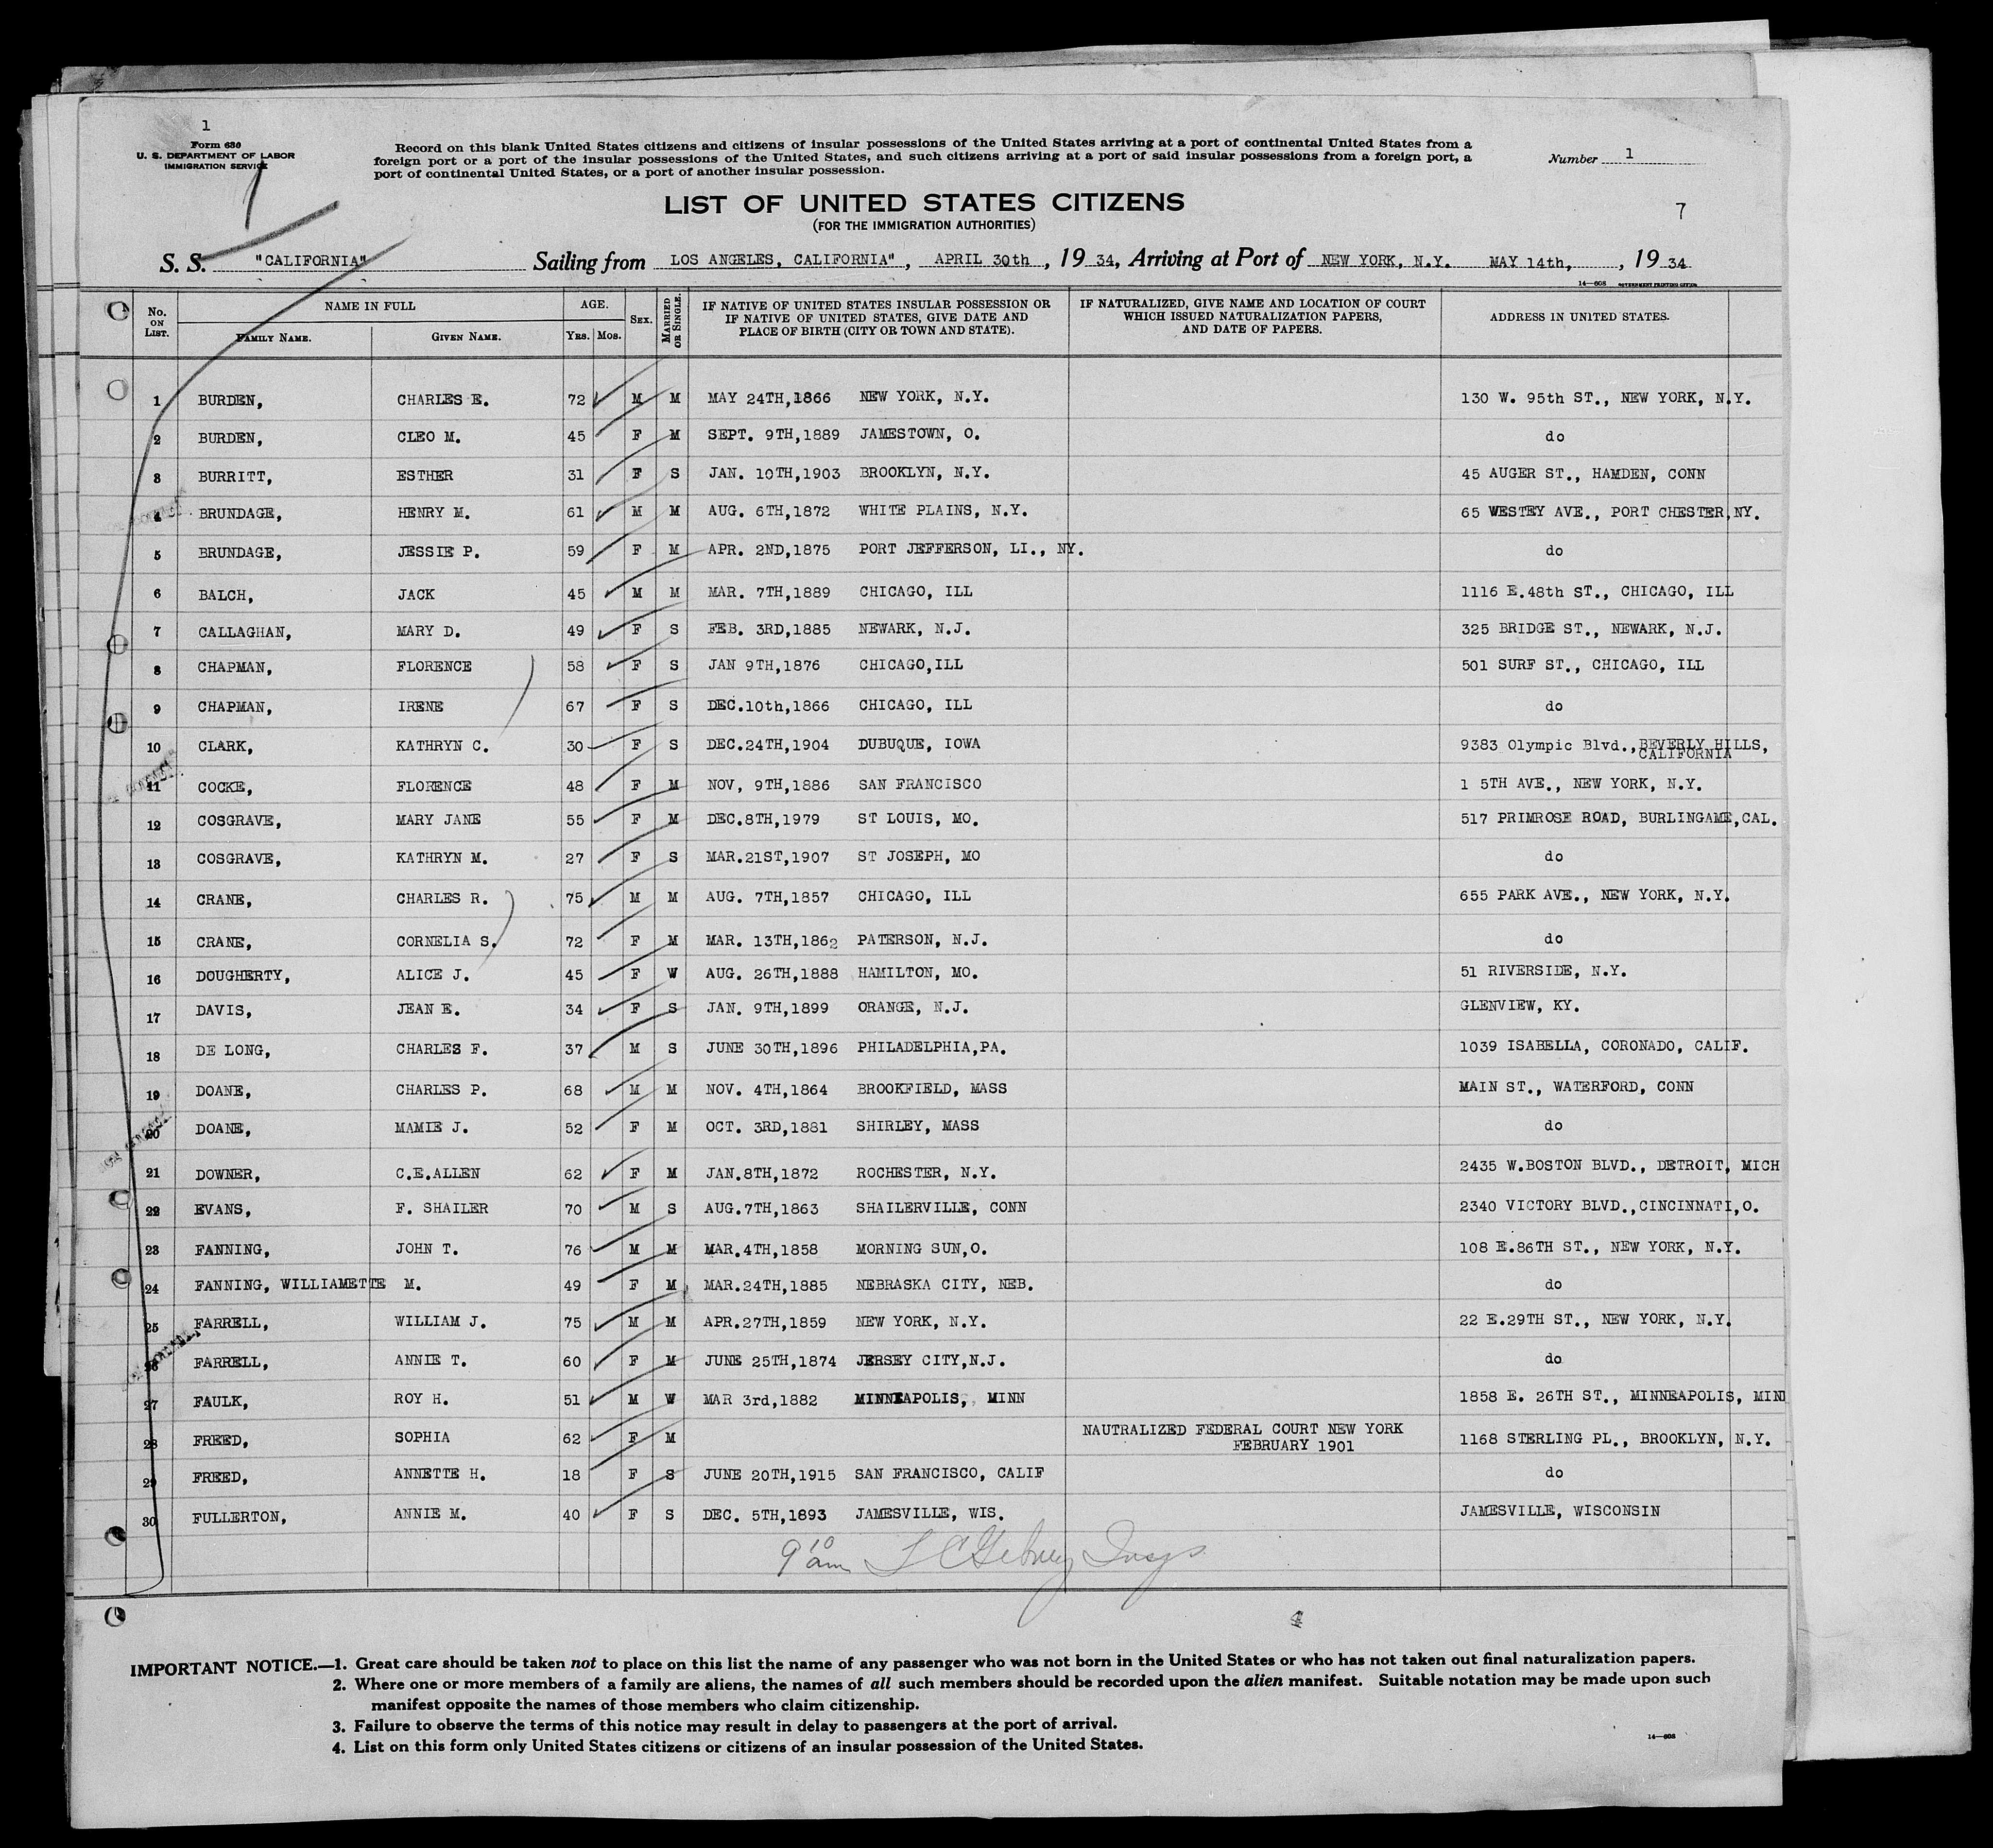 1
Form 630
U. S. DEPARTMENT OF LABOR
IMMIGRATION SERVICE
Record on this blank United States citizens and citizens of insular possessions of the United States arriving at a port of continental United States from a
foreign port or a port of the insular possessions of the United States, and such citizens arriving at a port of said insular possessions from a foreign port, a
port of continental United States, or a port of another insular possession.
Number 1
LIST OF UNITED STATES CITIZENS
(FOR THE IMMIGRATION AUTHORITIES)
7
S. S. "CALIFORNIA" Sailing from LOS ANGELES, CALIFORNIA", APRIL 30th, 19 34, Arriving at Port of NEW YORK, N.Y. MAY 14th, , 19 34
14—608 GOVERNMENT PRINTING OFFICE
No. ON LIST. NAME IN FULL FAMILY NAME. GIVEN NAME. AGE. YRS. MOS. SEX. MARRIED OR SINGLE. IF NATIVE OF UNITED STATES INSULAR POSSESSION OR IF NATIVE OF UNITED STATES, GIVE DATE AND PLACE OF BIRTH (CITY OR TOWN AND STATE). IF NATURALIZED, GIVE NAME AND LOCATION OF COURT WHICH ISSUED NATURALIZATION PAPERS, AND DATE OF PAPERS. ADDRESS IN UNITED STATES.
1 BURDEN, CHARLES E. 72 M M MAY 24TH,1866 NEW YORK, N.Y. 130 W. 95th ST., NEW YORK, N.Y.
2 BURDEN, CLEO M. 45 F M SEPT. 9TH,1889 JAMESTOWN, O. do
3 BURRITT, ESTHER 31 F S JAN. 10TH,1903 BROOKLYN, N.Y. 45 AUGER ST., HAMDEN, CONN
4 BRUNDAGE, HENRY M. 61 M M AUG. 6TH,1872 WHITE PLAINS, N.Y. 65 WESTEY AVE., PORT CHESTER,NY.
5 BRUNDAGE, JESSIE P. 59 F M APR. 2ND,1875 PORT JEFFERSON, LI., NY. do
6 BALCH, JACK 45 M M MAR. 7TH,1889 CHICAGO, ILL 1116 E.48th ST., CHICAGO, ILL
7 CALLAGHAN, MARY D. 49 F S FEB. 3RD,1885 NEWARK, N.J. 325 BRIDGE ST., NEWARK, N.J.
8 CHAPMAN, FLORENCE 58 F S JAN 9TH,1876 CHICAGO,ILL 501 SURF ST., CHICAGO, ILL
9 CHAPMAN, IRENE 67 F S DEC.10th,1866 CHICAGO, ILL do
10 CLARK, KATHRYN C. 30 F S DEC.24TH,1904 DUBUQUE, IOWA 9383 Olympic Blvd.,BEVERLY HILLS,
CALIFORNIA
11 COCKE, FLORENCE 48 F M NOV, 9TH,1886 SAN FRANCISCO 1 5TH AVE., NEW YORK, N.Y.
12 COSGRAVE, MARY JANE 55 F M DEC.8TH,1979 ST LOUIS, MO. 517 PRIMROSE ROAD, BURLINGAME,CAL.
13 COSGRAVE, KATHRYN M. 27 F S MAR.21ST,1907 ST JOSEPH, MO do
14 CRANE, CHARLES R. 75 M M AUG. 7TH,1857 CHICAGO, ILL 655 PARK AVE., NEW YORK, N.Y.
15 CRANE, CORNELIA S. 72 F M MAR. 13TH,1862 PATERSON, N.J. do
16 DOUGHERTY, ALICE J. 45 F W AUG. 26TH,1888 HAMILTON, MO. 51 RIVERSIDE, N.Y.
17 DAVIS, JEAN E. 34 F S JAN. 9TH,1899 ORANGE, N.J. GLENVIEW, KY.
18 DE LONG, CHARLES F. 37 M S JUNE 30TH,1896 PHILADELPHIA,PA. 1039 ISABELLA, CORONADO, CALIF.
19 DOANE, CHARLES P. 68 M M NOV. 4TH,1864 BROOKFIELD, MASS MAIN ST., WATERFORD, CONN
20 DOANE, MAMIE J. 52 F M OCT. 3RD,1881 SHIRLEY, MASS do
21 DOWNER, C.E.ALLEN 62 F M JAN.8TH,1872 ROCHESTER, N.Y. 2435 W.BOSTON BLVD., DETROIT, MICH
22 EVANS, F. SHAILER 70 M S AUG.7TH,1863 SHAILERVILLE, CONN 2340 VICTORY BLVD.,CINCINNATI,O.
23 FANNING, JOHN T. 76 M M MAR.4TH,1858 MORNING SUN,O. 108 E.86TH ST., NEW YORK, N.Y.
24 FANNING, WILLIAMETTE M. 49 F M MAR.24TH,1885 NEBRASKA CITY, NEB. do
25 FARRELL, WILLIAM J. 75 M M APR.27TH,1859 NEW YORK, N.Y. 22 E.29TH ST., NEW YORK, N.Y.
26 FARRELL, ANNIE T. 60 F M JUNE 25TH,1874 JERSEY CITY,N.J. do
27 FAULK, ROY H. 51 M W MAR 3rd,1882 MINNEAPOLIS, MINN 1858 E. 26TH ST., MINNEAPOLIS, MINN
28 FREED, SOPHIA 62 F M NAUTRALIZED FEDERAL COURT NEW YORK FEBRUARY 1901 1168 STERLING PL., BROOKLYN, N.Y.
29 FREED, ANNETTE H. 18 F S JUNE 20TH,1915 SAN FRANCISCO, CALIF do
30 FULLERTON, ANNIE M. 40 F S DEC. 5TH,1893 JAMESVILLE, WIS. JAMESVILLE, WISCONSIN
9 10 am
IMPORTANT NOTICE.—1. Great care should be taken not to place on this list the name of any passenger who was not born in the United States or who has not taken out final naturalization papers.
2. Where one or more members of a family are aliens, the names of all such members should be recorded upon the alien manifest. Suitable notation may be made upon such
manifest opposite the names of those members who claim citizenship.
3. Failure to observe the terms of this notice may result in delay to passengers at the port of arrival.
4. List on this form only United States citizens or citizens of an insular possession of the United States.
14—608